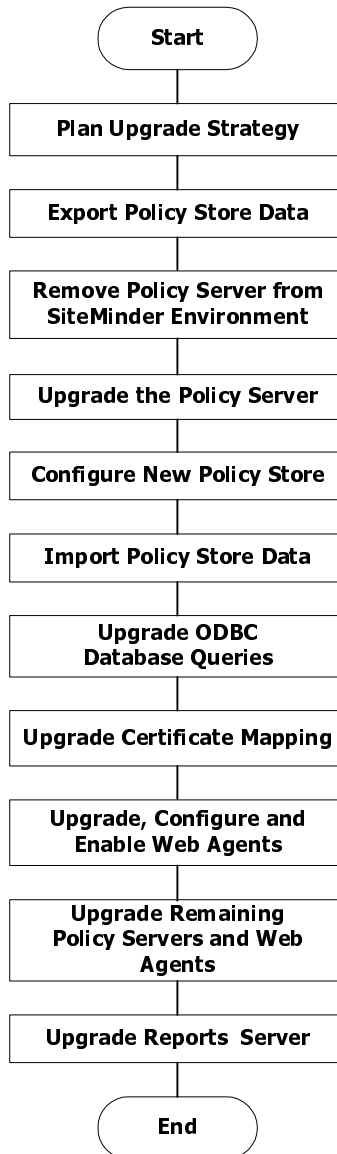 Start
Plan Upgrade Strategy
Export Policy Store Data
Remove Policy Server from
SiteMinder Environment
Upgrade the Policy Server
Configure New Policy Store
Import Policy Store Data
Upgrade ODBC
Database Queries
Upgrade Certificate Mapping
Upgrade, Configure and
Enable Web Agents
Upgrade Remaining
Policy Servers and Web
Agents
Upgrade Reports  Server
End